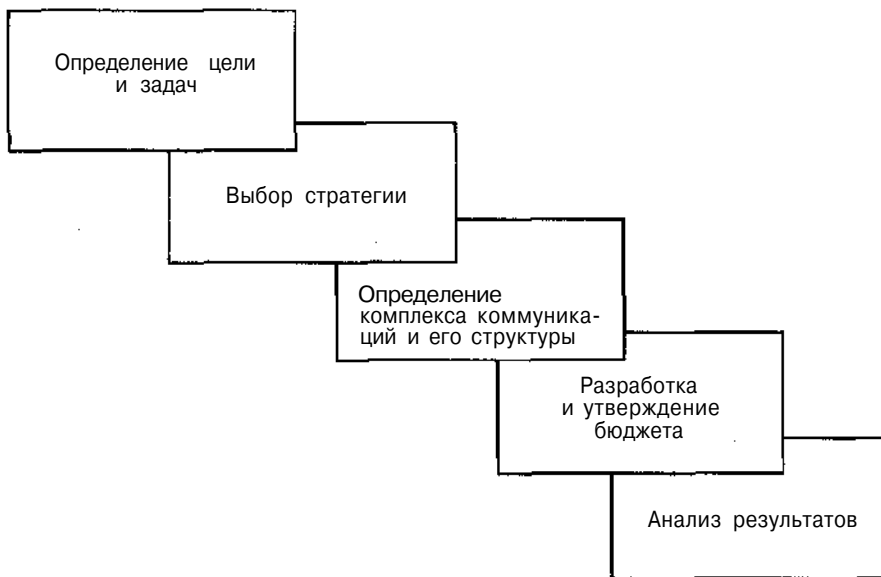 Определение цели
и задач
Выбор стратегии
Определение
комплекса коммуника-
ций и его структуры
Разработка
и утверждение
бюджета
Анализ результатов